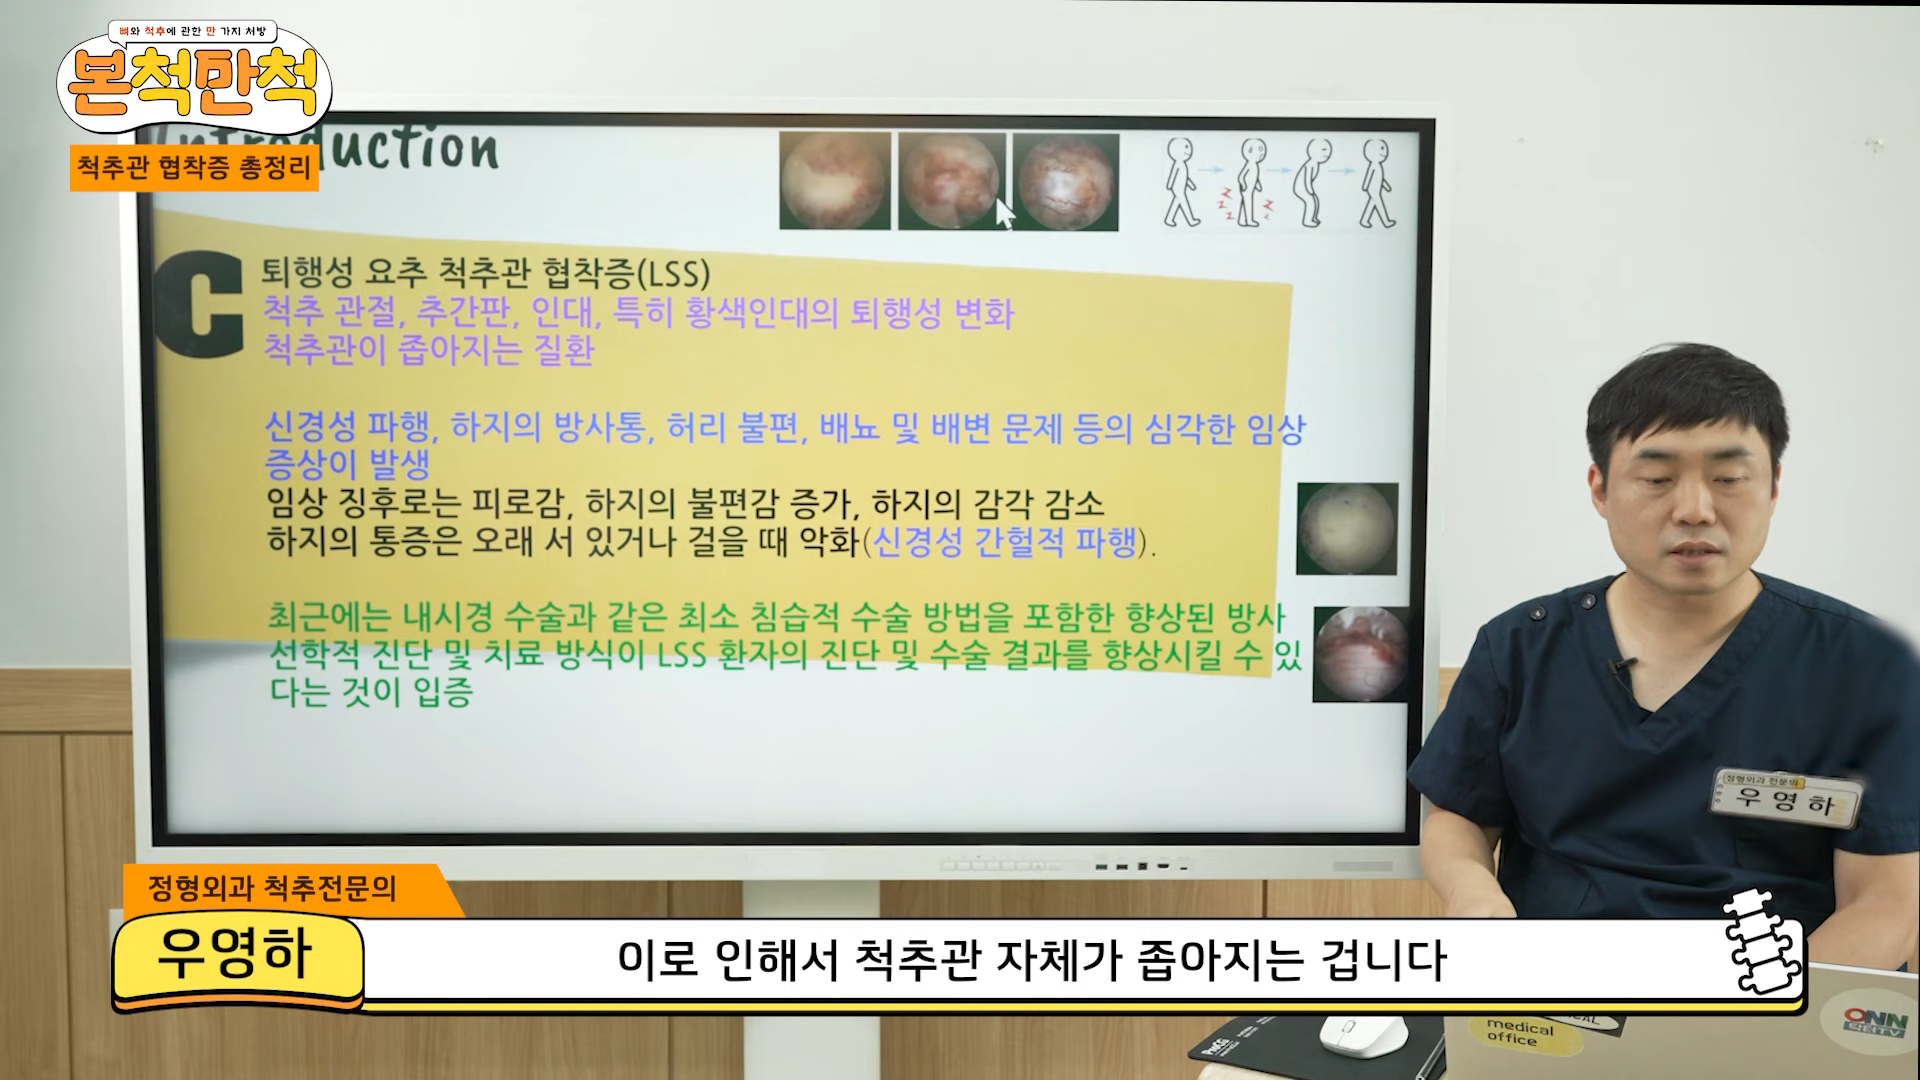 뼈와 척추에 관한 만 가지 처방
본척만척
척추관 협착증 총정리
Introduction
C
퇴행성 요추 척추관 협착증(LSS)
척추 관절, 추간판, 인대, 특히 황색인대의 퇴행성 변화
척추관이 좁아지는 질환
신경성 파행, 하지의 방사통, 허리 불편, 배뇨 및 배변 문제 등의 심각한 임상
증상이 발생
임상 징후로는 피로감, 하지의 불편감 증가, 하지의 감각 감소
하지의 통증은 오래 서 있거나 걸을 때 악화(신경성 간헐적 파행).
최근에는 내시경 수술과 같은 최소 침습적 수술 방법을 포함한 향상된 방사
선학적 진단 및 치료 방식이 LSS 환자의 진단 및 수술 결과를 향상시킬 수 있
다는 것이 입증
정형외과 전문의
우영하
정형외과 척추전문의
우영하
이로 인해서 척추관 자체가 좁아지는 겁니다
medical
office
ONN
닥터TV